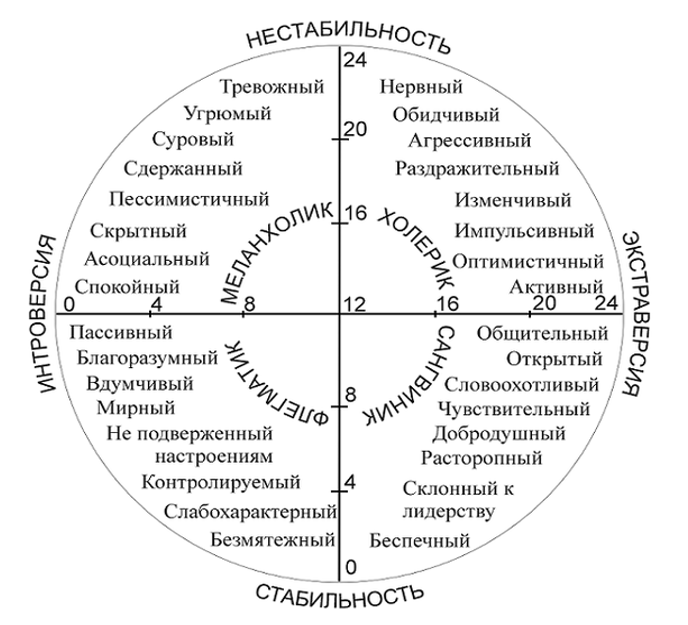 НЕСТАБИЛЬНОСТЬ
24
Тревожный
Нервный
Угрюмый
Обидчивый
20
Суровый
Агрессивный
Сдержанный
Раздражительный
Пессимистичный
Изменчивый
16
МЕЛАНХОЛИК
ХОЛЕРИК
Скрытный
Импульсивный
Асоциальный
Оптимистичный
Спокойный
Активный
ИНТРОВЕРСИЯ
ЭКСТРАВЕРСИЯ
0 4 8 12 16 20 24
Пассивный
Общительный
Благоразумный
Открытый
Вдумчивый
Словоохотливый
ФЛЕГМАТИК
САНГВИНИК
8
Мирный
Чувствительный
Не подверженный
настроениям
Добродушный
Расторопный
Контролируемый
4
Склонный к
лидерству
Слабохарактерный
Безмятежный
Беспечный
0
СТАБИЛЬНОСТЬ